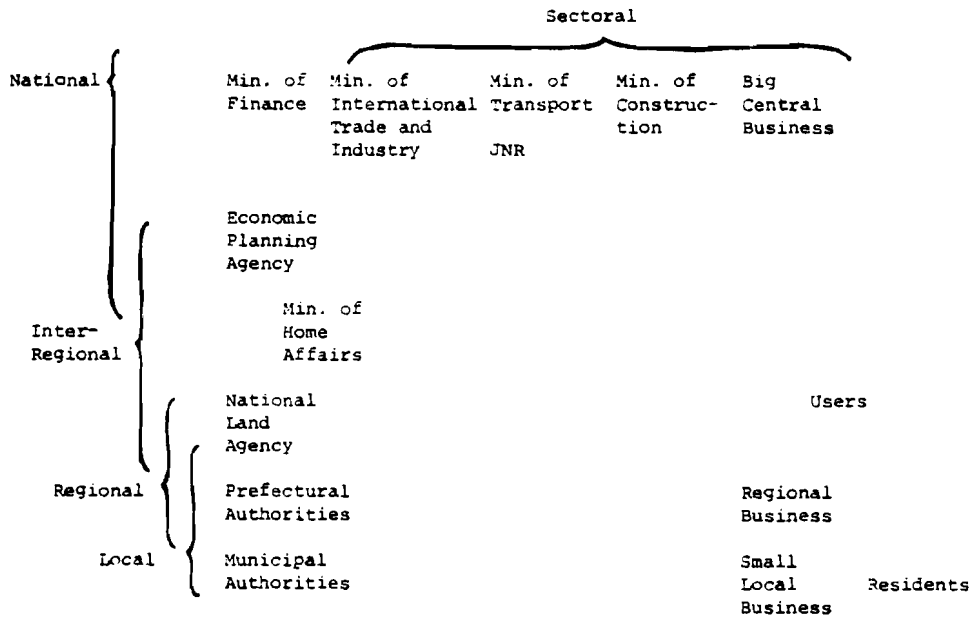 Sectoral
National Min. of Min. of Min. of Min. of Big
Finance International Transport Construc- Central
Trade and tion Business
Industry JNR
Economic
Planning
Agency
Min. of
Inter- Home
Regional Affairs
National Users
Land
Agency
Regional Prefectural Regional
Authorities Business
Local Municipal Small
Authorities Local Residents
Business